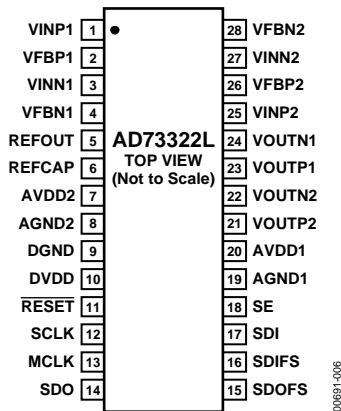 VINP1 1 28 VFBN2
VFBP1 2 27 VINN2
VINN1 3 26 VFBP2
VFBN1 4 25 VINP2
REFOUT 5 AD73322L 24 VOUTN1
TOP VIEW
REFCAP 6 (Not to Scale) 23 VOUTP1
AVDD2 7 22 VOUTN2
AGND2 8 21 VOUTP2
DGND 9 20 AVDD1
DVDD 10 19 AGND1
RESET 11 18 SE
SCLK 12 17 SDI
MCLK 13 16 SDIFS
SDO 14 15 SDOFS
00691-006